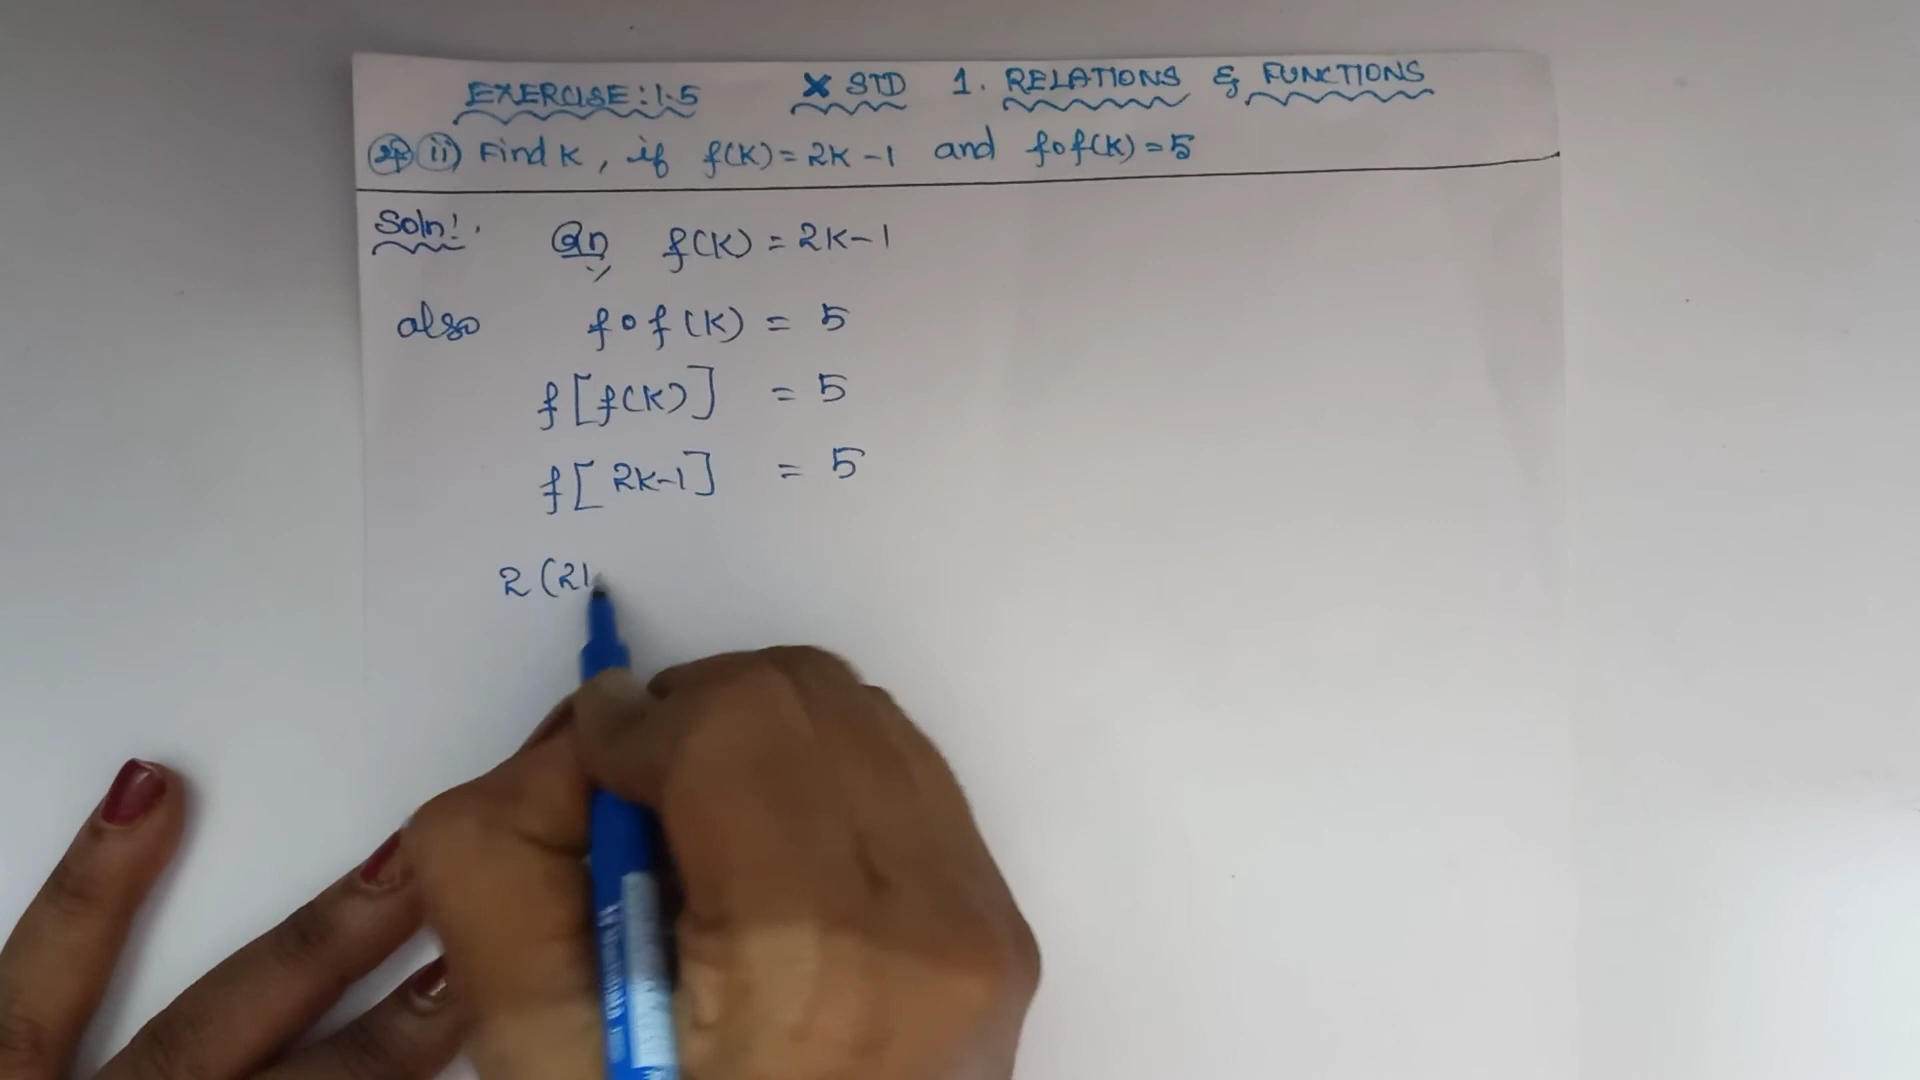 EXERCISE:1.5 X STD 1. RELATIONS & FUNCTIONS
ii) Find K, if f(K)=2K-1 and fof(K)=5
Soln: Gn f(K) = 2K-1
also fof(K) = 5
f[f(K)] = 5
f[2K-1] = 5
2(2